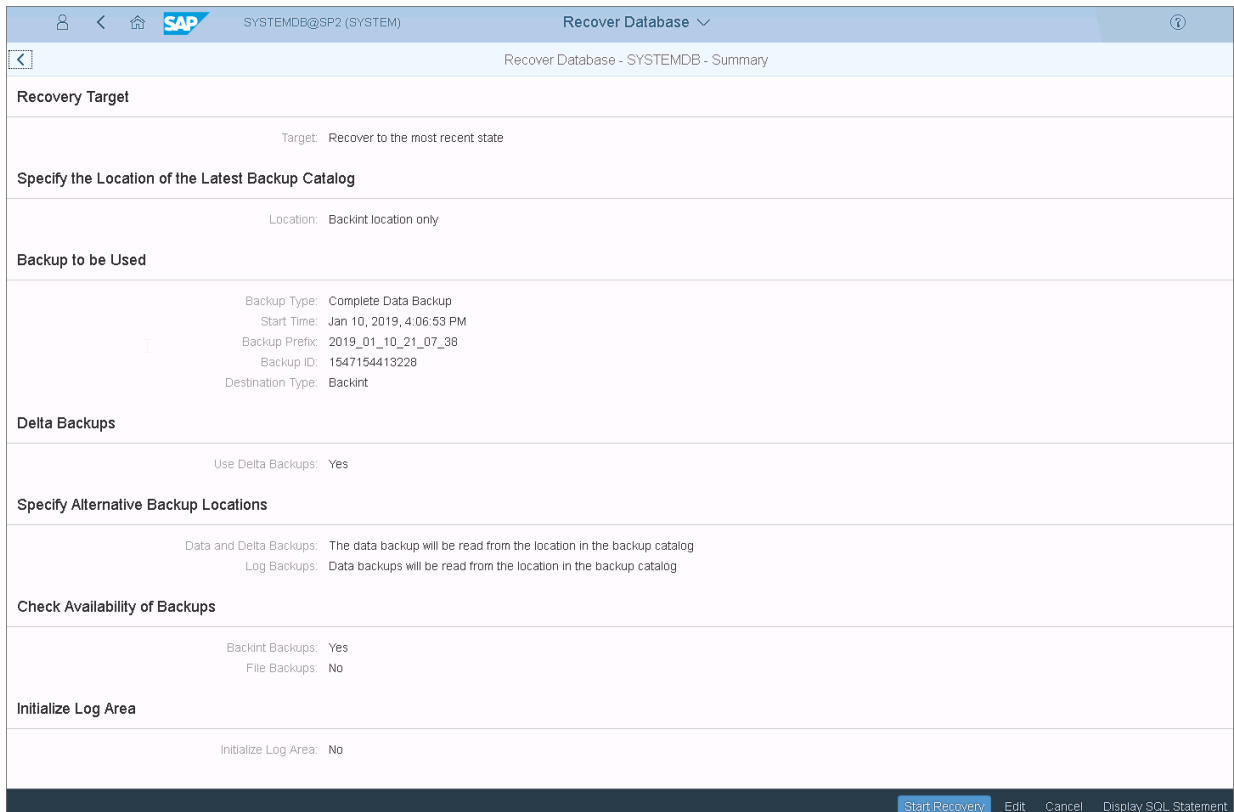 SAP SYSTEMDB@SP2 (SYSTEM) Recover Database
Recover Database - SYSTEMDB - Summary
Recovery Target
Target: Recover to the most recent state
Specify the Location of the Latest Backup Catalog
Location: Backint location only
Backup to be Used
Backup Type: Complete Data Backup
Start Time: Jan 10, 2019, 4:06:53 PM
Backup Prefix: 2019_01_10_21_07_38
Backup ID: 1547154413228
Destination Type: Backint
Delta Backups
Use Delta Backups: Yes
Specify Alternative Backup Locations
Data and Delta Backups: The data backup will be read from the location in the backup catalog
Log Backups: Data backups will be read from the location in the backup catalog
Check Availability of Backups
Backint Backups: Yes
File Backups: No
Initialize Log Area
Initialize Log Area: No
Start Recovery Edit Cancel Display SQL Statement